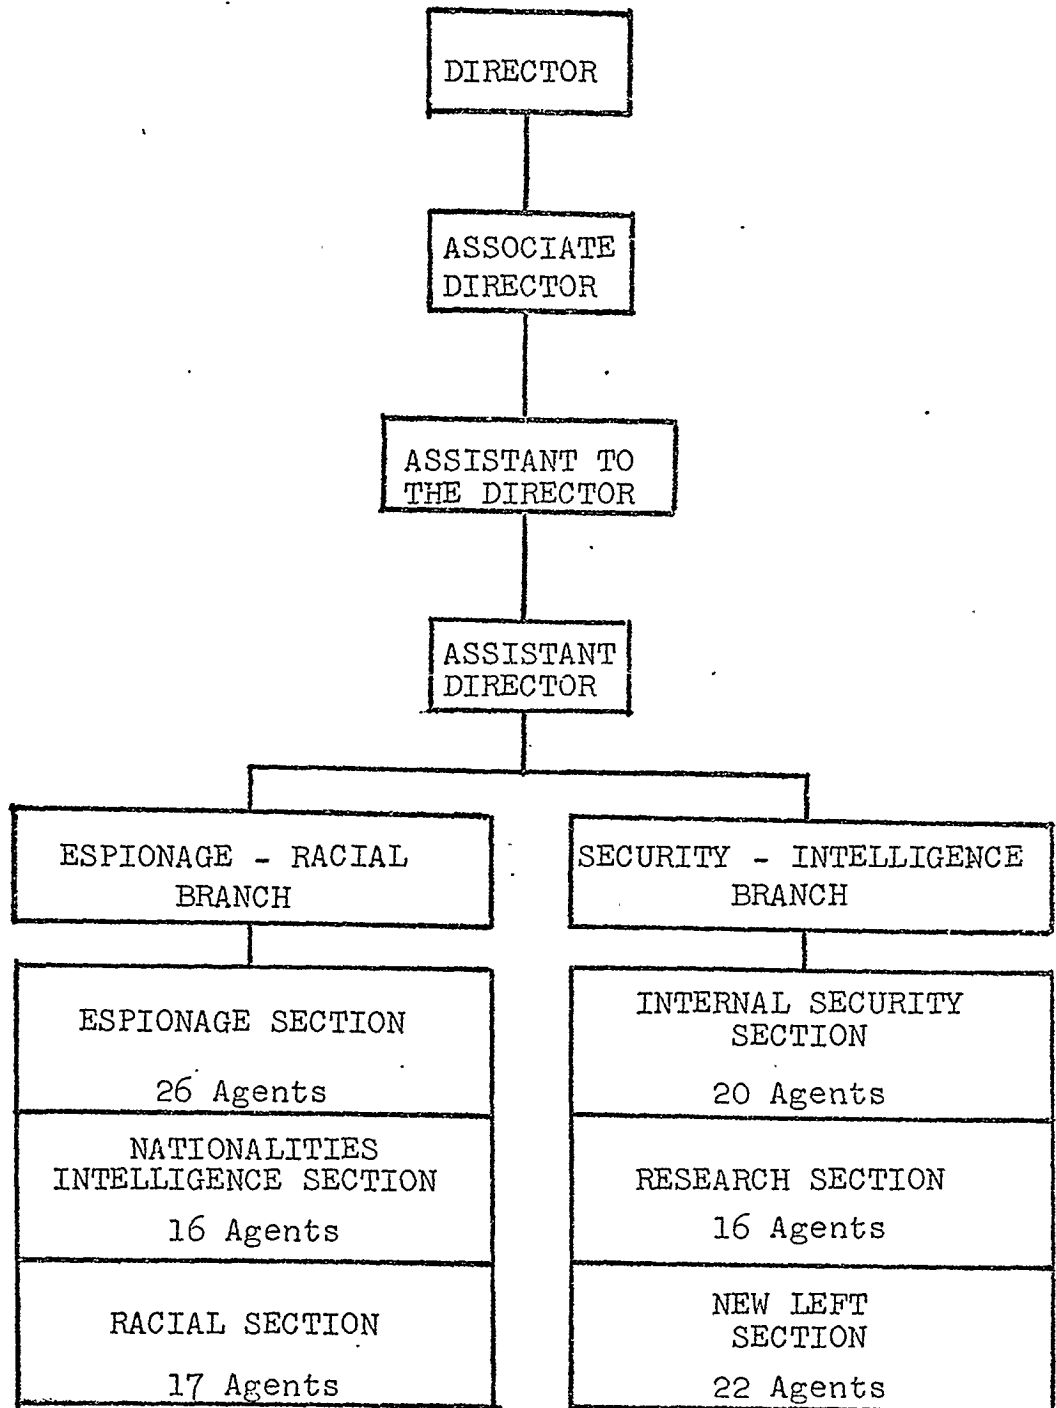 DIRECTOR
ASSOCIATE
DIRECTOR
ASSISTANT TO
THE DIRECTOR
ASSISTANT
DIRECTOR
ESPIONAGE - RACIAL
BRANCH
ESPIONAGE SECTION
26 Agents
NATIONALITIES
INTELLIGENCE SECTION
16 Agents
RACIAL SECTION
17 Agents
SECURITY - INTELLIGENCE
BRANCH
INTERNAL SECURITY
SECTION
20 Agents
RESEARCH SECTION
16 Agents
NEW LEFT
SECTION
22 Agents